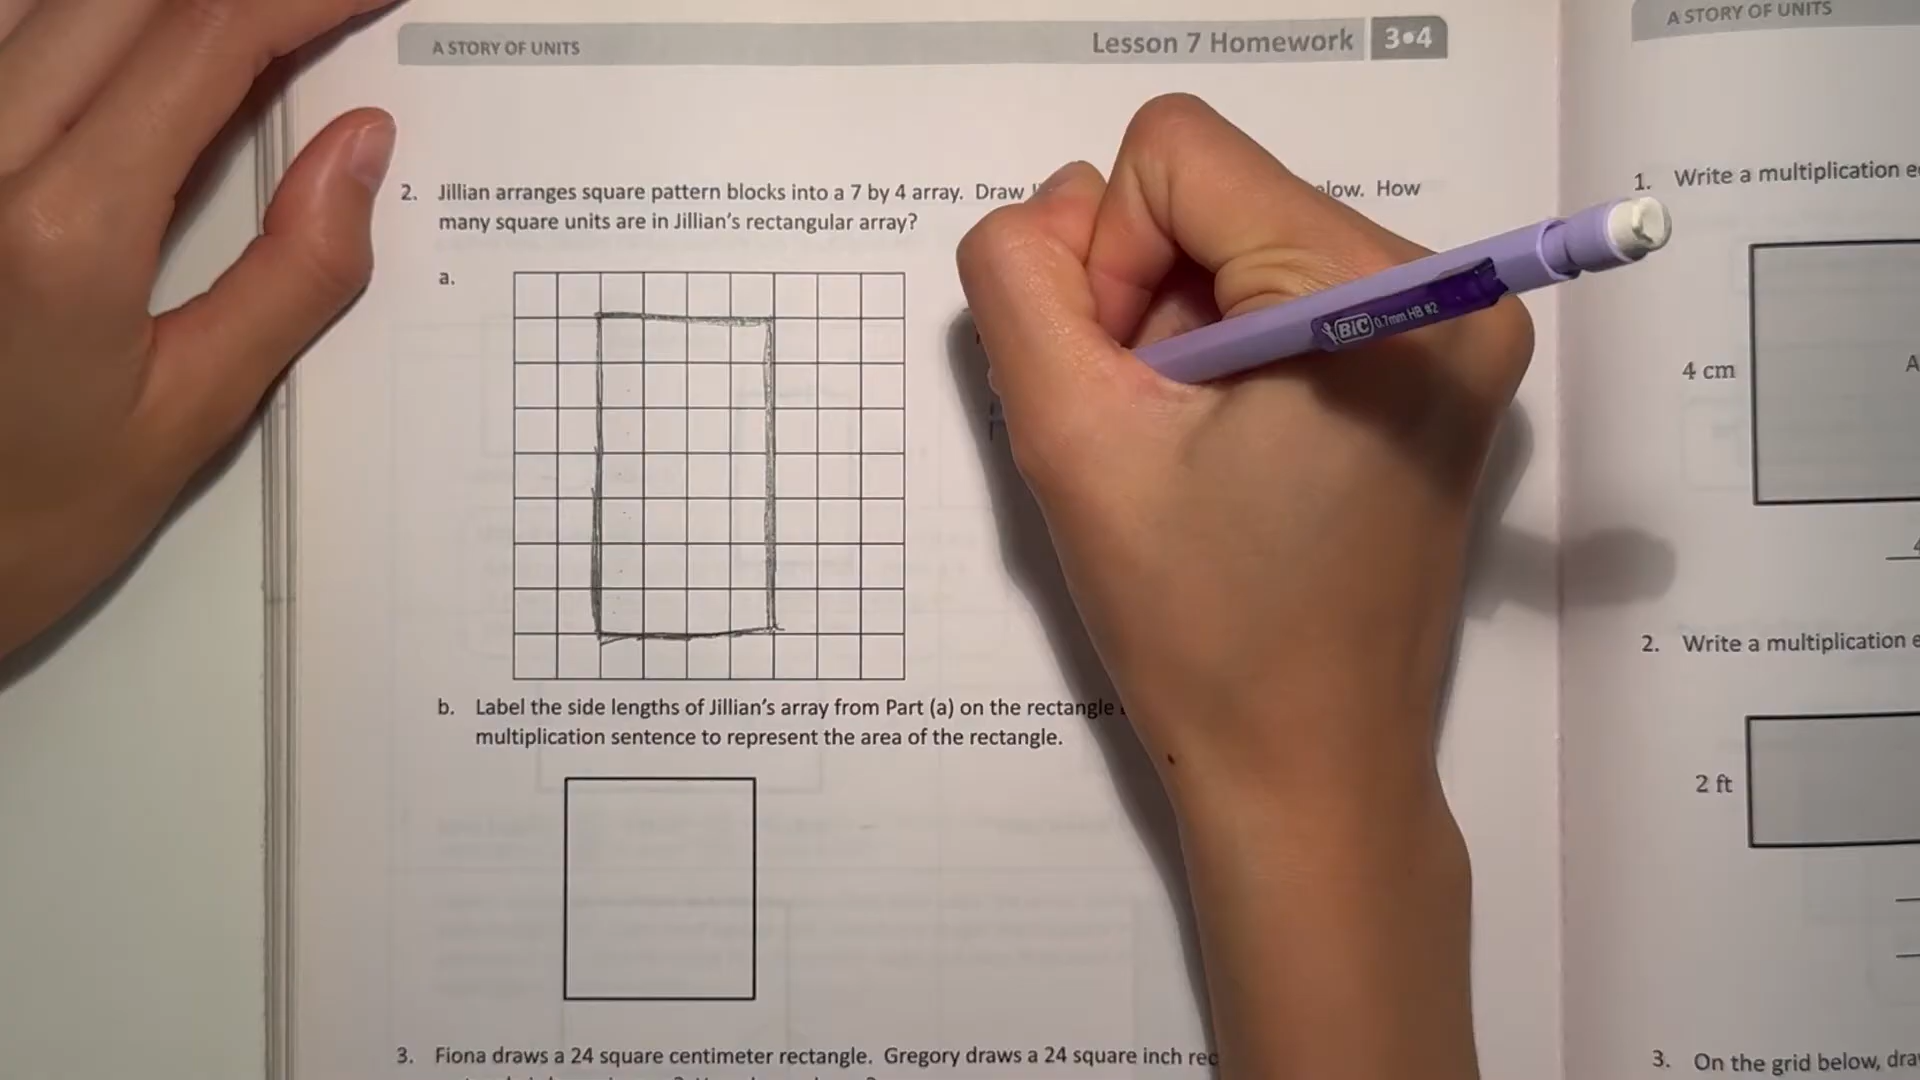 A STORY OF UNITS
Lesson 7 Homework 3•4
2. Jillian arranges square pattern blocks into a 7 by 4 array. Draw
How
many square units are in Jillian's rectangular array?
a.
b. Label the side lengths of Jillian's array from Part (a) on the rectangle
multiplication sentence to represent the area of the rectangle.
3. Fiona draws a 24 square centimeter rectangle. Gregory draws a 24 square inch
BIC 0.7mm HB #2
A STORY OF UNITS
1. Write a multiplication
4 cm
A
2. Write a multiplication
2 ft
3. On the grid below,